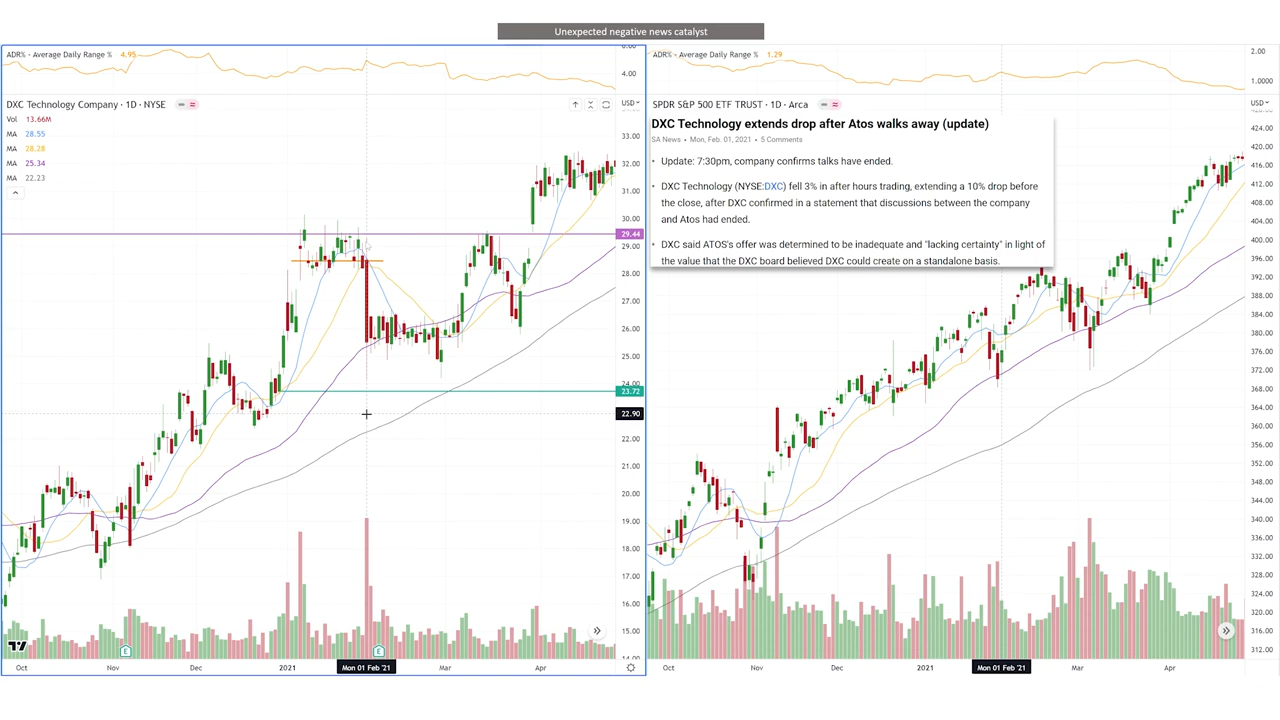 Unexpected negative news catalyst
ADR% - Average Daily Range % 4.95
4.00
DXC Technology Company · 1D · NYSE
USD
Vol 13.66M
MA 28.55
MA 28.28
MA 25.34
MA 22.23
33.00
32.00
31.00
30.00
29.44
29.00
28.00
27.00
26.00
25.00
24.00
23.72
22.90
22.00
21.00
20.00
19.00
18.00
17.00
16.00
15.00
E
E
Oct
Nov
Dec
2021
Mon 01 Feb '21
Mar
Apr
ADR% - Average Daily Range % 1.29
2.00
1.0000
SPDR S&P 500 ETF TRUST · 1D · Arca
USD
DXC Technology extends drop after Atos walks away (update)
SA News • Mon, Feb. 01, 2021 • 5 Comments
• Update: 7:30pm, company confirms talks have ended.
• DXC Technology (NYSE:DXC) fell 3% in after hours trading, extending a 10% drop before
the close, after DXC confirmed in a statement that discussions between the company
and Atos had ended.
• DXC said ATOS's offer was determined to be inadequate and "lacking certainty" in light of
the value that the DXC board believed DXC could create on a standalone basis.
424.00
420.00
416.00
412.00
408.00
404.00
400.00
396.00
392.00
388.00
384.00
380.00
376.00
372.00
368.00
364.00
360.00
356.00
352.00
348.00
344.00
340.00
336.00
332.00
328.00
324.00
320.00
316.00
312.00
Oct
Nov
Dec
2021
Mon 01 Feb '21
Mar
Apr